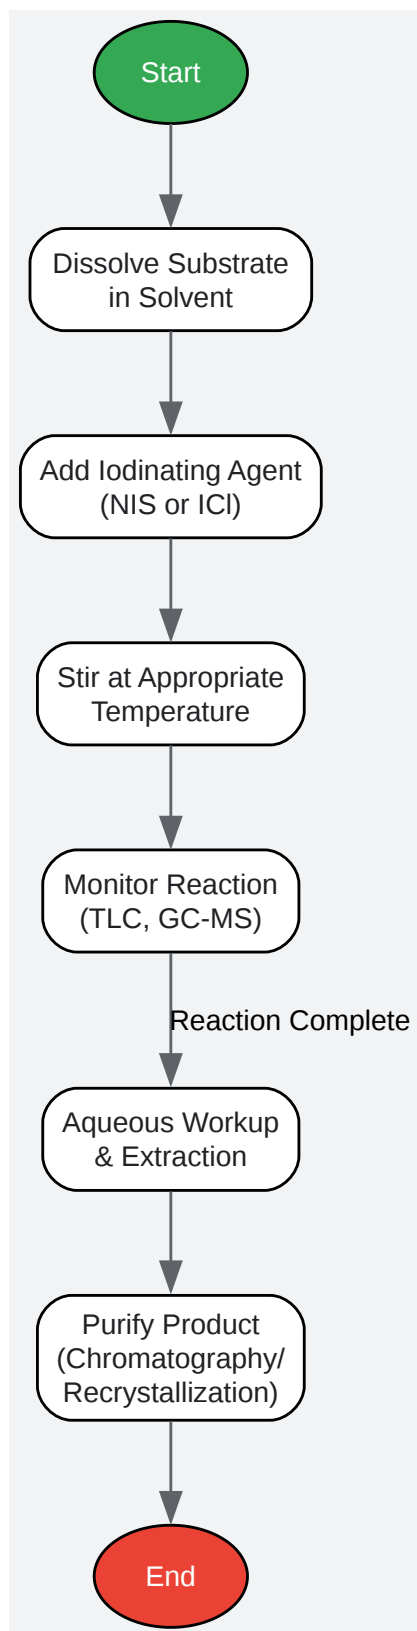 Start
Dissolve Substrate
in Solvent
Add Iodinating Agent
(NIS or ICl)
Stir at Appropriate
Temperature
Monitor Reaction
(TLC, GC-MS)
Reaction Complete
Aqueous Workup
& Extraction
Purify Product
(Chromatography/
Recrystallization)
End